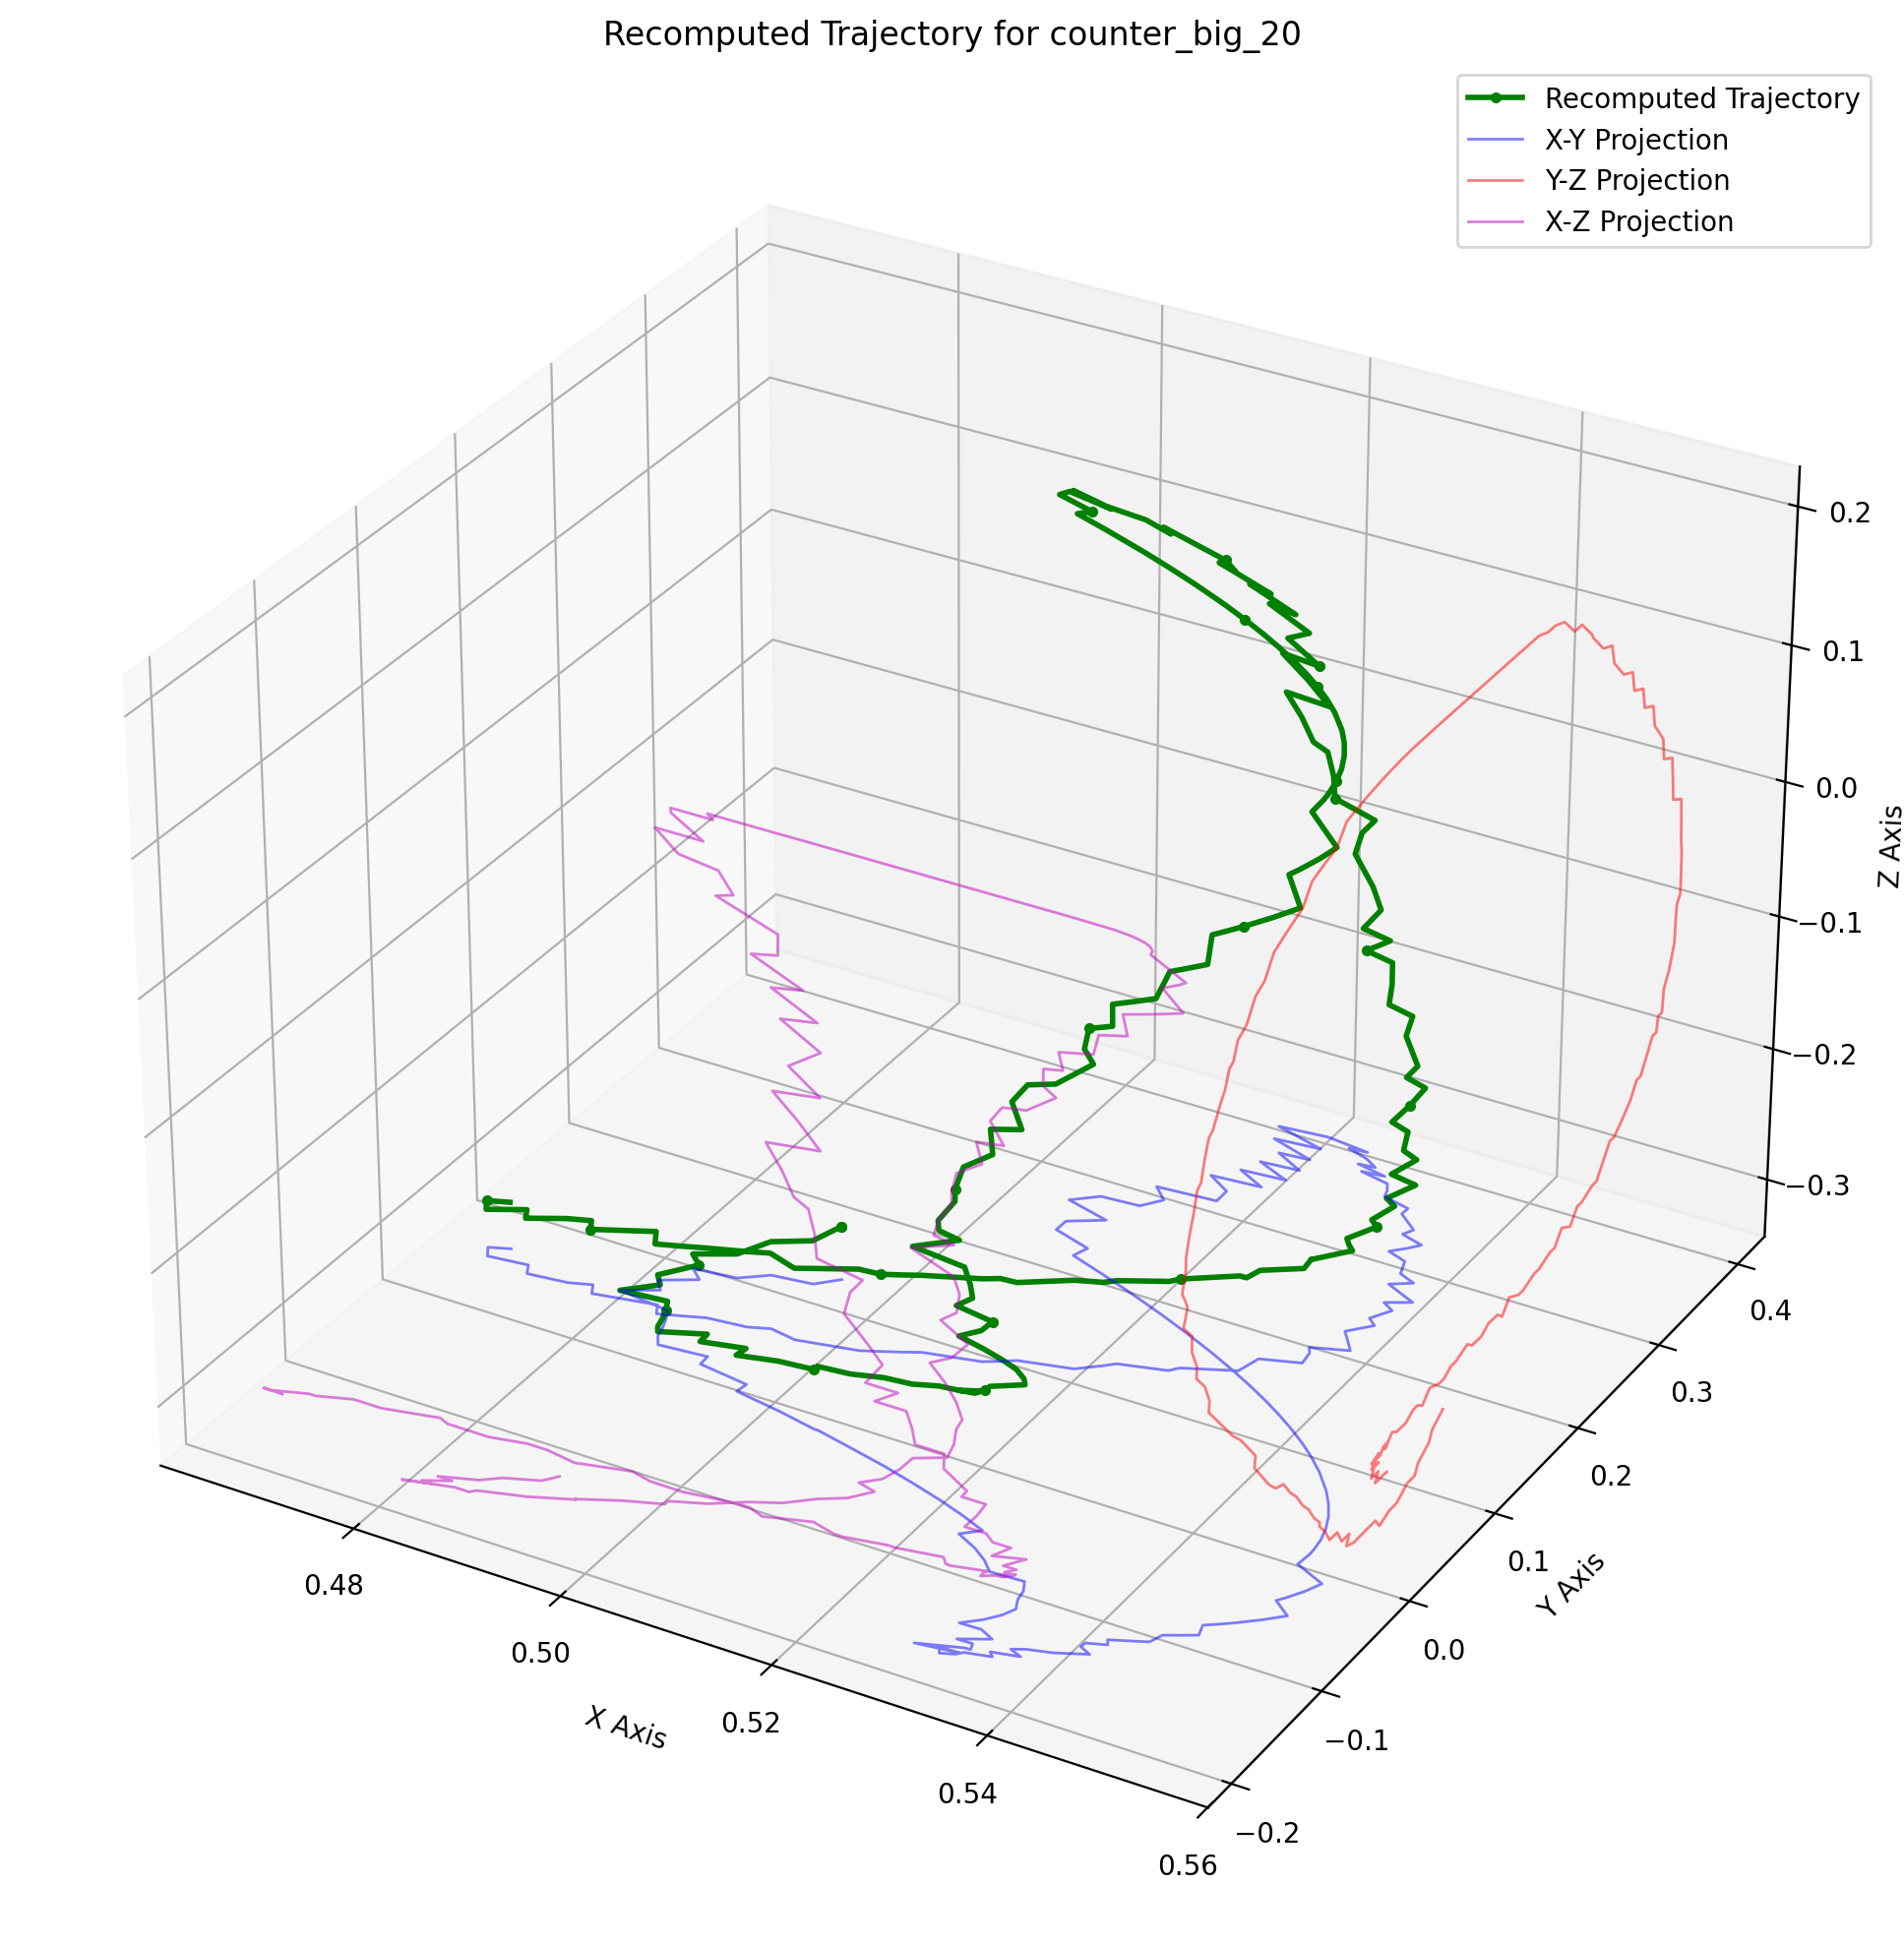 Recomputed Trajectory for counter_big_20
Recomputed Trajectory
X-Y Projection
Y-Z Projection
X-Z Projection
0.2
0.1
0.0
−0.1
−0.2
−0.3
Z Axis
0.4
0.3
0.2
0.1
0.0
−0.1
−0.2
Y Axis
0.48
0.50
0.52
0.54
0.56
X Axis